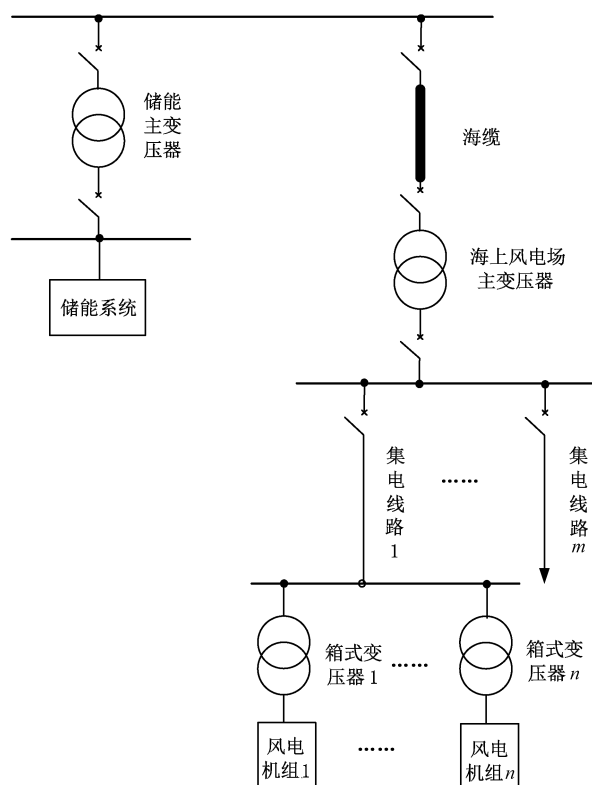 储能
主变
压器
海缆
海上风电场
主变压器
储能系统
集
电
线
路
1
……
集
电
线
路
m
箱式变
压器1
……
箱式变
压器n
风电
机组1
……
风电
机组n